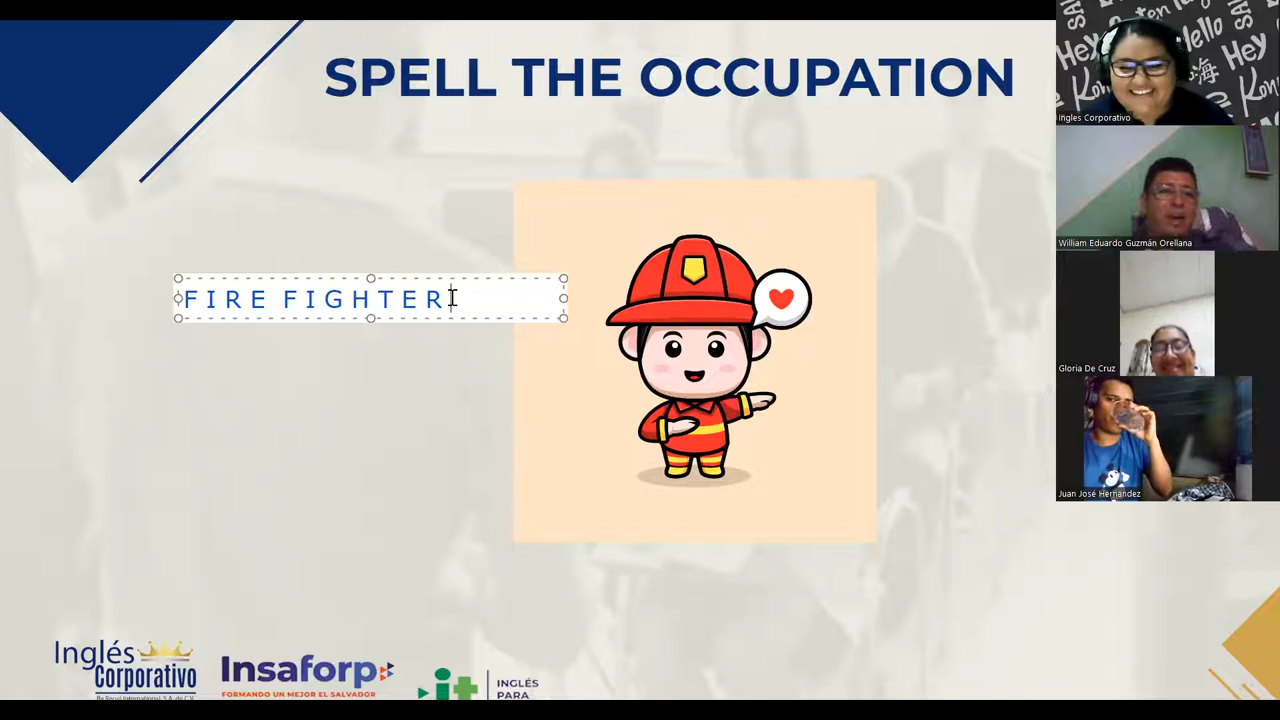 SPELL THE OCCUPATION
FIRE FIGHTER
Inglés
Corporativo
Insaforp
FORMANDO UN MEJOR EL SALVADOR
it
INGLÉS
PARA
Ingles Corporativo
William Eduardo Guzmán Orellana
Gloria De Cruz
Juan José Hernandez